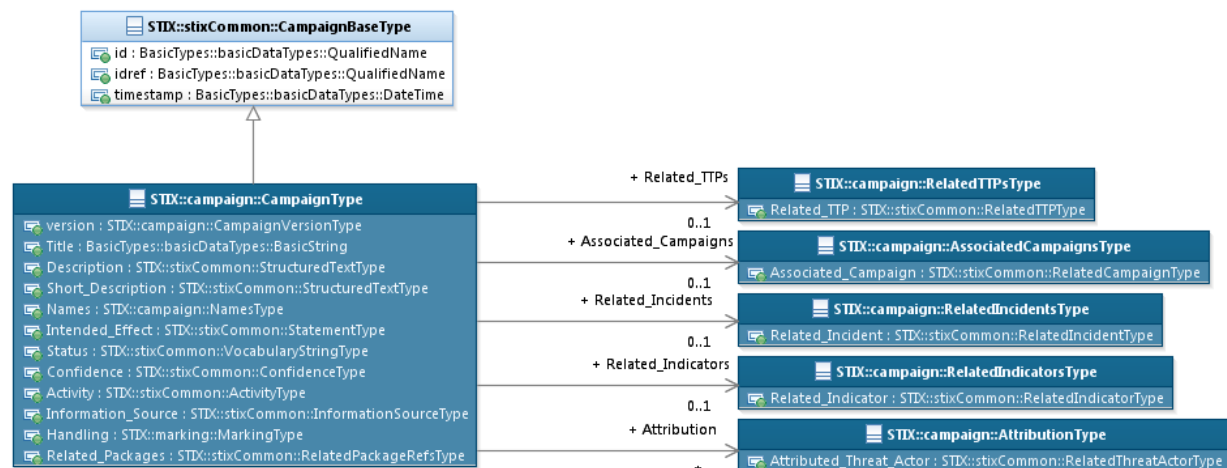 STIX::stixCommon::CampaignBaseType
id : BasicTypes::basicDataTypes::QualifiedName
idref : BasicTypes::basicDataTypes::QualifiedName
timestamp : BasicTypes::basicDataTypes::DateTime
STIX::campaign::CampaignType
version : STIX::campaign::CampaignVersionType
Title : BasicTypes::basicDataTypes::BasicString
Description : STIX::stixCommon::StructuredTextType
Short_Description : STIX::stixCommon::StructuredTextType
Names : STIX::campaign::NamesType
Intended_Effect : STIX::stixCommon::StatementType
Status : STIX::stixCommon::VocabularyStringType
Confidence : STIX::stixCommon::ConfidenceType
Activity : STIX::stixCommon::ActivityType
Information_Source : STIX::stixCommon::InformationSourceType
Handling : STIX::marking::MarkingType
Related_Packages : STIX::stixCommon::RelatedPackageRefsType
+ Related_TTPs
0..1
STIX::campaign::RelatedTTPsType
Related_TTP : STIX::stixCommon::RelatedTTPType
+ Associated_Campaigns
0..1
STIX::campaign::AssociatedCampaignsType
Associated_Campaign : STIX::stixCommon::RelatedCampaignType
+ Related_Incidents
0..1
STIX::campaign::RelatedIncidentsType
Related_Incident : STIX::stixCommon::RelatedIncidentType
+ Related_Indicators
0..1
STIX::campaign::RelatedIndicatorsType
Related_Indicator : STIX::stixCommon::RelatedIndicatorType
+ Attribution
STIX::campaign::AttributionType
Attributed_Threat_Actor : STIX::stixCommon::RelatedThreatActorType